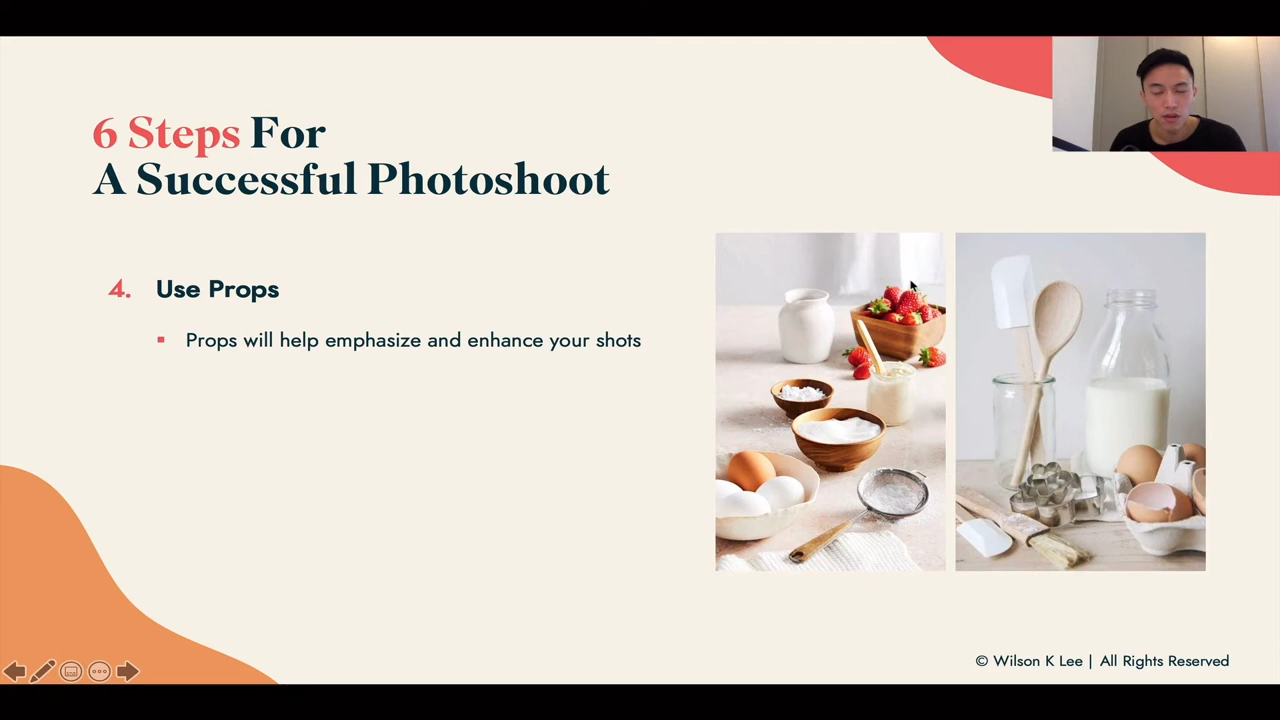 6 Steps For
A Successful Photoshoot
4. Use Props
Props will help emphasize and enhance your shots
© Wilson K Lee | All Rights Reserved